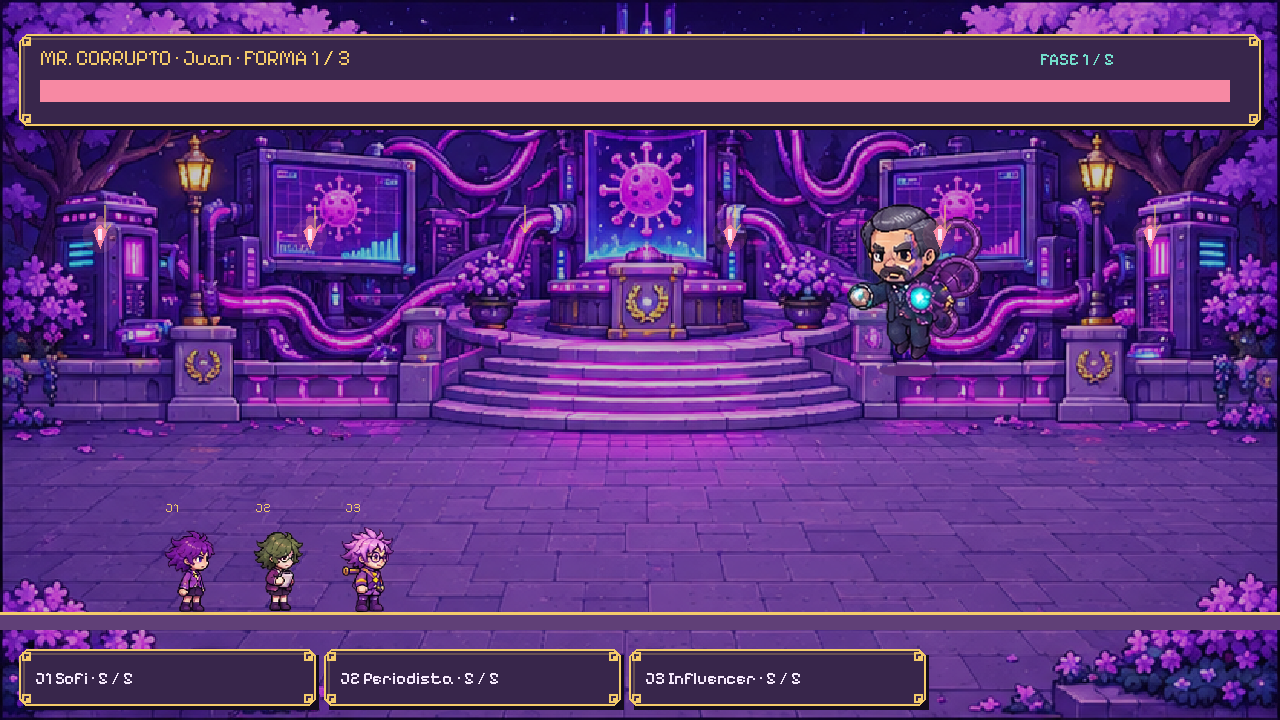 MR. CORRUPTO · Juan · FORMA 1 / 3
FASE 1 / 5
J1
J2
J3
J1 Sofi · 5 / 5
J2 Periodista · 5 / 5
J3 Influencer · 5 / 5